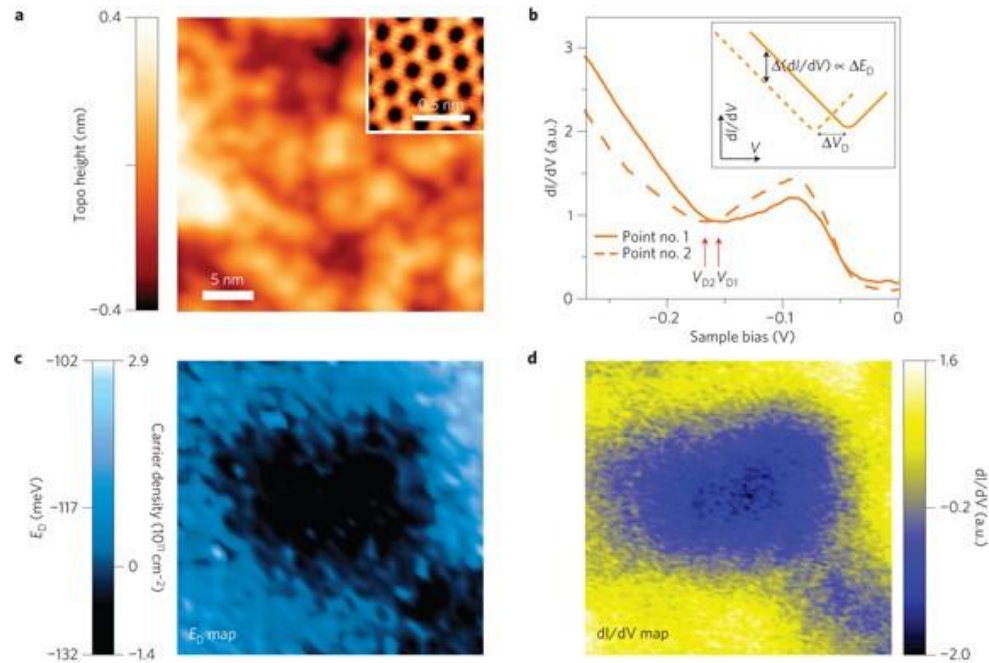 a
0.4
Topo height (nm)
−0.4
5 nm
0.5 nm
b
3
2
1
0
dI/dV (a.u.)
Δ(dI/dV) ∝ ΔE_D
dI/dV
V
ΔV_D
Point no. 1
Point no. 2
V_D2 V_D1
−0.2 −0.1 0
Sample bias (V)
c
−102 2.9
−117
0
−132 −1.4
E_D (meV)
Carrier density (10¹¹ cm⁻²)
E_D map
d
dI/dV map
1.6
−0.2
−2.0
dI/dV (a.u.)